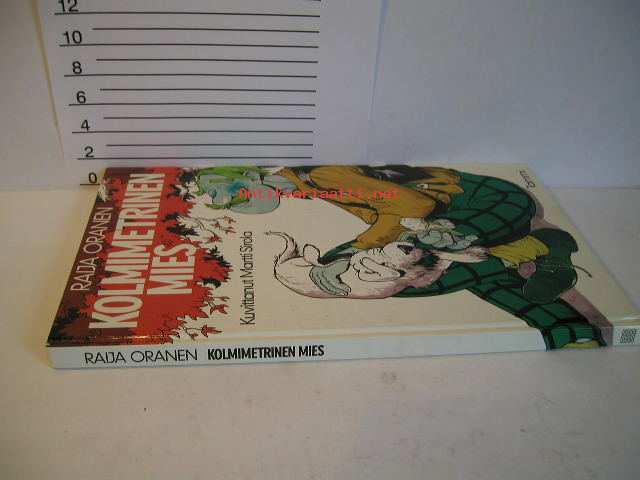 12
10
8
6
4
2
0
RAIJA ORANEN
KOLMIMETRINEN
MIES
Kuvittanut Martti Sirola
Antikvariaatti.net
RAIJA ORANEN KOLMIMETRINEN MIES